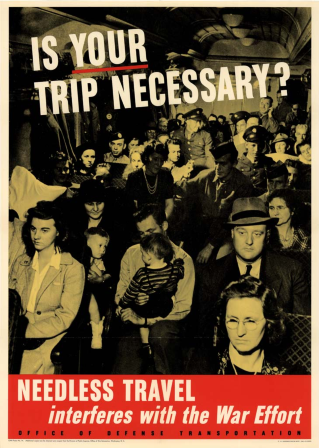 IS YOUR
TRIP NECESSARY?
NEEDLESS TRAVEL
interferes with the War Effort
OFFICE OF DEFENSE TRANSPORTATION